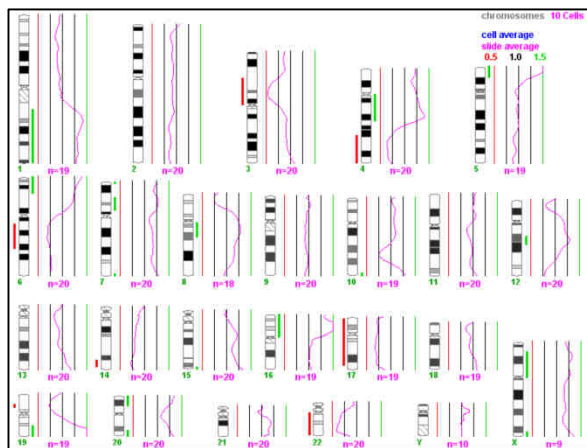 chromosomes 10 Cells
cell average
slide average
0.5 1.0 1.5
1 n=19
2 n=20
3 n=20
4 n=20
5 n=19
6 n=20
7 n=20
8 n=18
9 n=20
10 n=19
11 n=20
12 n=20
13 n=20
14 n=20
15 n=20
16 n=19
17 n=19
18 n=19
19 n=19
20 n=20
21 n=20
22 n=20
Y n=10
X n=9